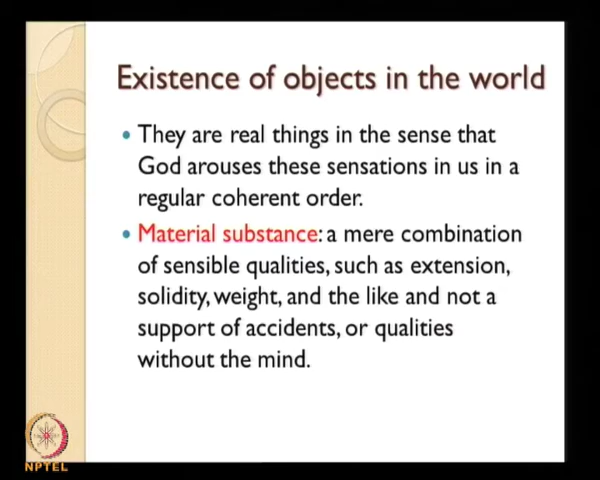 Existence of objects in the world
• They are real things in the sense that
God arouses these sensations in us in a
regular coherent order.
• Material substance: a mere combination
of sensible qualities, such as extension,
solidity, weight, and the like and not a
support of accidents, or qualities
without the mind.
NPTEL